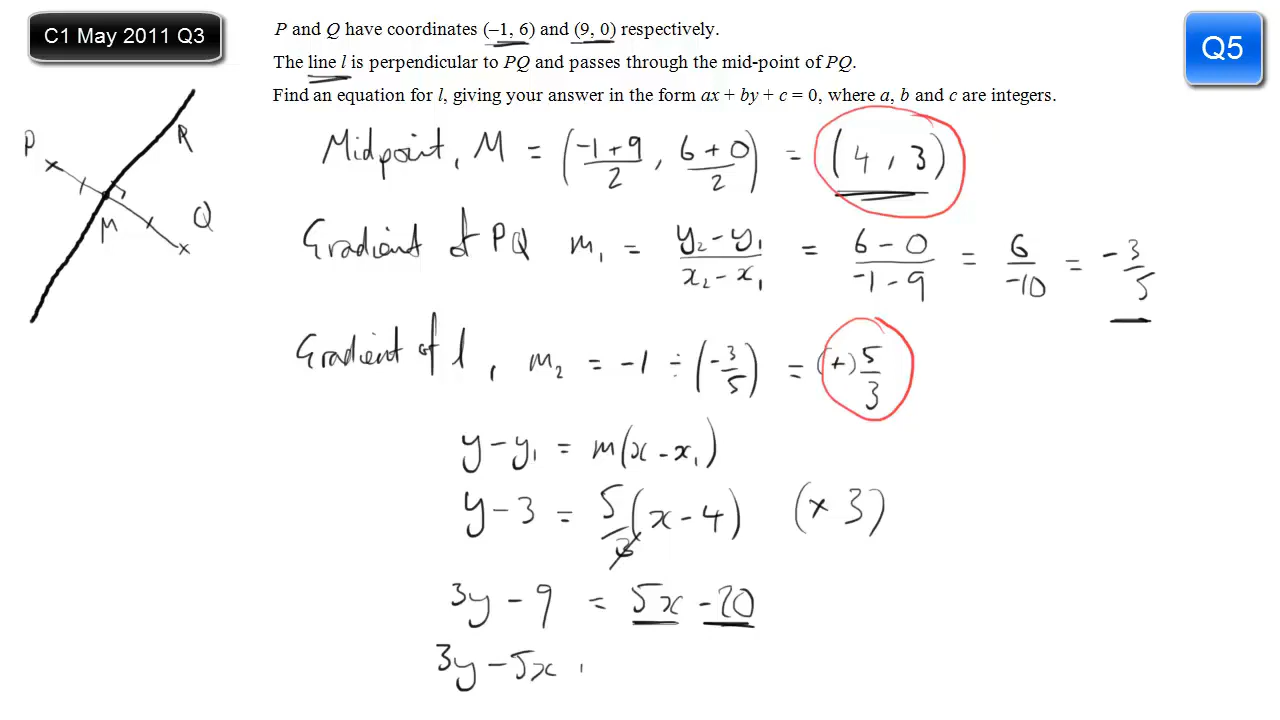 C1 May 2011 Q3
P and Q have coordinates (−1, 6) and (9, 0) respectively.
Q5
The line l is perpendicular to PQ and passes through the mid-point of PQ.
Find an equation for l, giving your answer in the form ax + by + c = 0, where a, b and c are integers.
P
R
M
Q
Midpoint, M = ((-1+9)/2, (6+0)/2) = (4, 3)
Gradient of PQ m₁ = (y₂-y₁)/(x₂-x₁) = (6-0)/(-1-9) = 6/-10 = -3/5
Gradient of l, m₂ = -1 ÷ (-3/5) = (+) 5/3
y-y₁ = m(x-x₁)
y-3 = 5/3 (x-4) (×3)
3y-9 = 5x -20
3y-5x